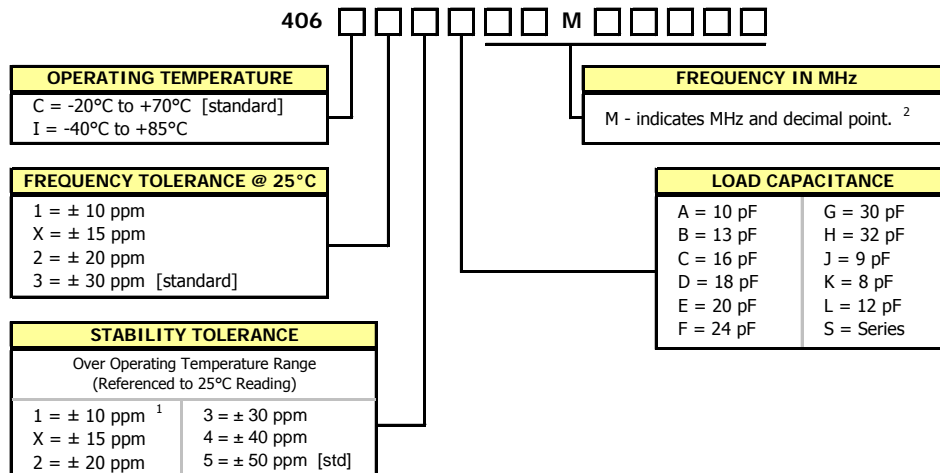 406 M
OPERATING TEMPERATURE
C = -20°C to +70°C [standard]
I = -40°C to +85°C
FREQUENCY IN MHz
M - indicates MHz and decimal point. 2
FREQUENCY TOLERANCE @ 25°C
1 = ± 10 ppm
X = ± 15 ppm
2 = ± 20 ppm
3 = ± 30 ppm [standard]
LOAD CAPACITANCE
A = 10 pF
B = 13 pF
C = 16 pF
D = 18 pF
E = 20 pF
F = 24 pF
G = 30 pF
H = 32 pF
J = 9 pF
K = 8 pF
L = 12 pF
S = Series
STABILITY TOLERANCE
Over Operating Temperature Range
(Referenced to 25°C Reading)
1 = ± 10 ppm 1
X = ± 15 ppm
2 = ± 20 ppm
3 = ± 30 ppm
4 = ± 40 ppm
5 = ± 50 ppm [std]